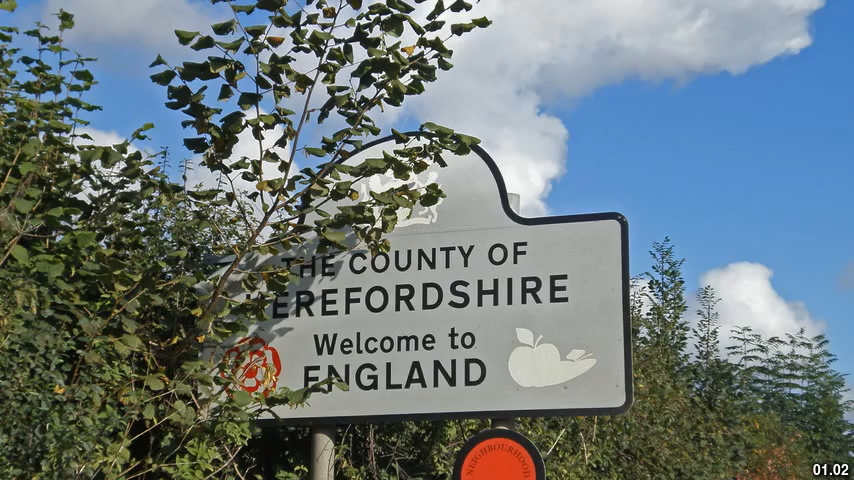 THE COUNTY OF
HEREFORDSHIRE
Welcome to
ENGLAND
NEIGHBOURHOOD
01.02